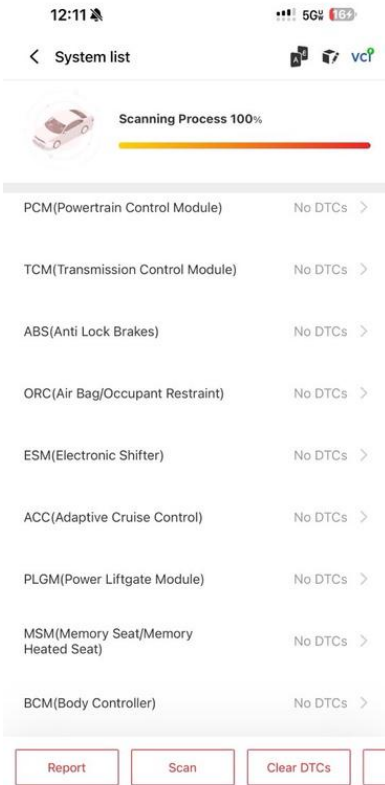 12:11
5G 16
System list
A E vci
Scanning Process 100%
PCM(Powertrain Control Module) No DTCs
TCM(Transmission Control Module) No DTCs
ABS(Anti Lock Brakes) No DTCs
ORC(Air Bag/Occupant Restraint) No DTCs
ESM(Electronic Shifter) No DTCs
ACC(Adaptive Cruise Control) No DTCs
PLGM(Power Liftgate Module) No DTCs
MSM(Memory Seat/Memory
Heated Seat) No DTCs
BCM(Body Controller) No DTCs
Report Scan Clear DTCs